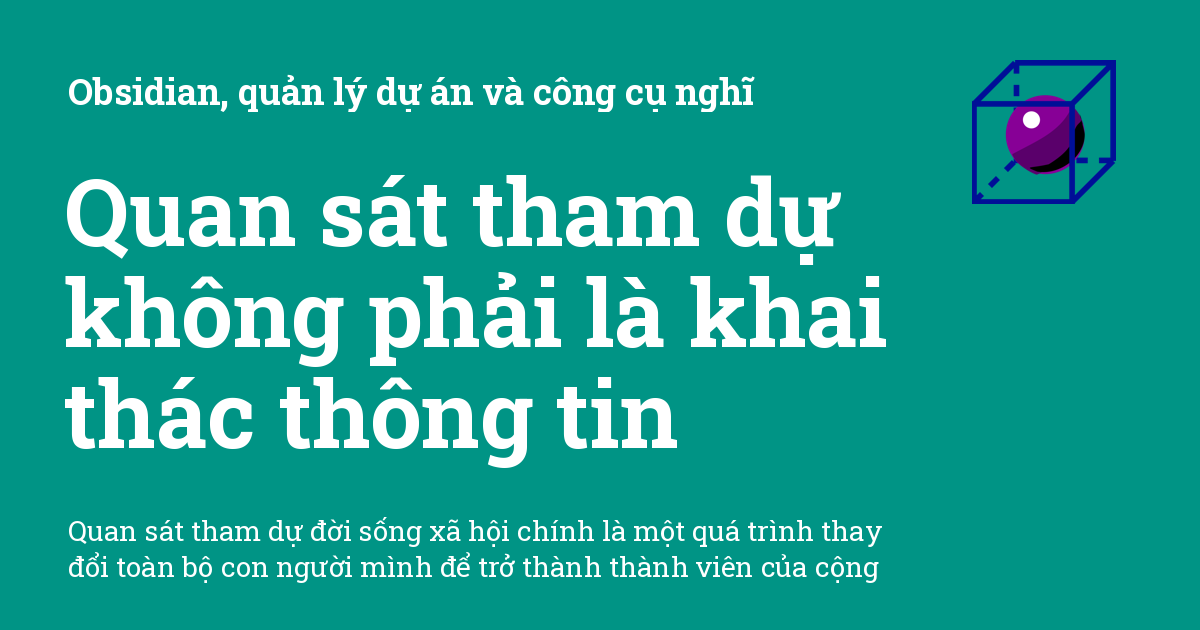 Obsidian, quản lý dự án và công cụ nghĩ
Quan sát tham dự
không phải là khai
thác thông tin
Quan sát tham dự đời sống xã hội chính là một quá trình thay
đổi toàn bộ con người mình để trở thành thành viên của cộng